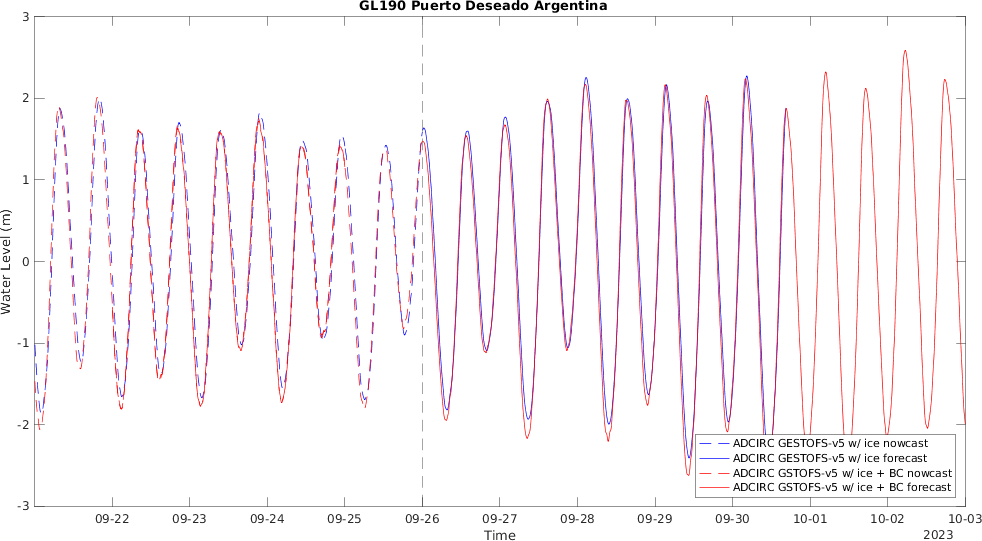 GL190 Puerto Deseado Argentina
3
2
1
0
-1
-2
-3
Water Level (m)
ADCIRC GESTOFS-v5 w/ ice nowcast
ADCIRC GESTOFS-v5 w/ ice forecast
ADCIRC GSTOFS-v5 w/ ice + BC nowcast
ADCIRC GSTOFS-v5 w/ ice + BC forecast
09-22 09-23 09-24 09-25 09-26 09-27 09-28 09-29 09-30 10-01 10-02 10-03
Time
2023